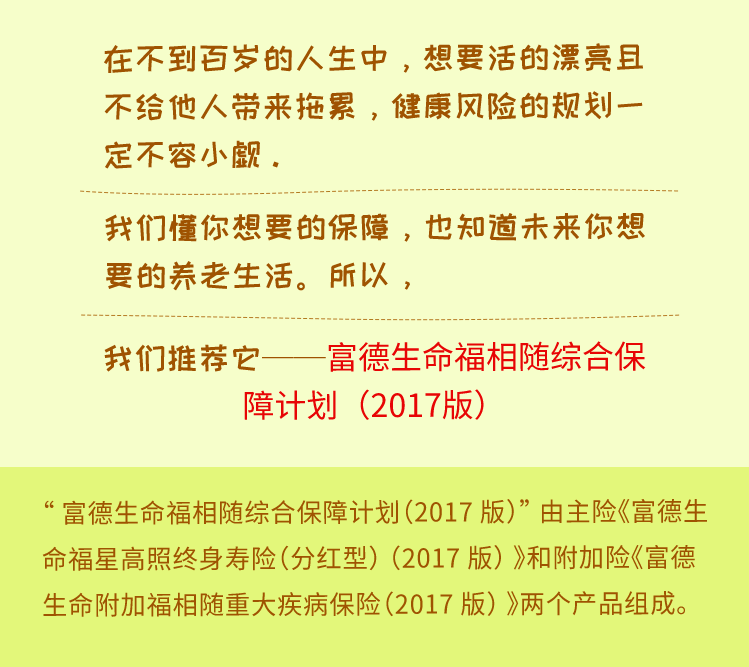 在不到百岁的人生中，想要活的漂亮且
不给他人带来拖累，健康风险的规划一
定不容小觑．
我们懂你想要的保障，也知道未来你想
要的养老生活。所以，
我们推荐它——富德生命福相随综合保
障计划（2017版）
“富德生命福相随综合保障计划（2017 版）”由主险《富德生
命福星高照终身寿险（分红型）（2017 版）》和附加险《富德
生命附加福相随重大疾病保险（2017 版）》两个产品组成。